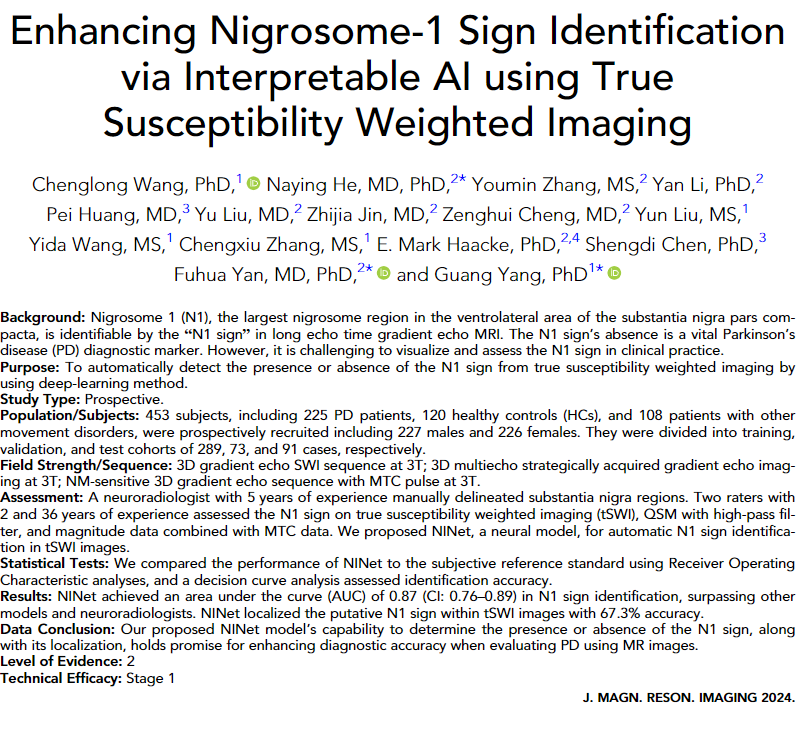 Enhancing Nigrosome-1 Sign Identification
via Interpretable AI using True
Susceptibility Weighted Imaging
Chenglong Wang, PhD,1 iD Naying He, MD, PhD,2* Youmin Zhang, MS,2 Yan Li, PhD,2
Pei Huang, MD,3 Yu Liu, MD,2 Zhijia Jin, MD,2 Zenghui Cheng, MD,2 Yun Liu, MS,1
Yida Wang, MS,1 Chengxiu Zhang, MS,1 E. Mark Haacke, PhD,2,4 Shengdi Chen, PhD,3
Fuhua Yan, MD, PhD,2* iD and Guang Yang, PhD1* iD
Background: Nigrosome 1 (N1), the largest nigrosome region in the ventrolateral area of the substantia nigra pars com-
pacta, is identifiable by the “N1 sign” in long echo time gradient echo MRI. The N1 sign's absence is a vital Parkinson's
disease (PD) diagnostic marker. However, it is challenging to visualize and assess the N1 sign in clinical practice.
Purpose: To automatically detect the presence or absence of the N1 sign from true susceptibility weighted imaging by
using deep-learning method.
Study Type: Prospective.
Population/Subjects: 453 subjects, including 225 PD patients, 120 healthy controls (HCs), and 108 patients with other
movement disorders, were prospectively recruited including 227 males and 226 females. They were divided into training,
validation, and test cohorts of 289, 73, and 91 cases, respectively.
Field Strength/Sequence: 3D gradient echo SWI sequence at 3T; 3D multiecho strategically acquired gradient echo imag-
ing at 3T; NM-sensitive 3D gradient echo sequence with MTC pulse at 3T.
Assessment: A neuroradiologist with 5 years of experience manually delineated substantia nigra regions. Two raters with
2 and 36 years of experience assessed the N1 sign on true susceptibility weighted imaging (tSWI), QSM with high-pass fil-
ter, and magnitude data combined with MTC data. We proposed NINet, a neural model, for automatic N1 sign identifica-
tion in tSWI images.
Statistical Tests: We compared the performance of NINet to the subjective reference standard using Receiver Operating
Characteristic analyses, and a decision curve analysis assessed identification accuracy.
Results: NINet achieved an area under the curve (AUC) of 0.87 (CI: 0.76–0.89) in N1 sign identification, surpassing other
models and neuroradiologists. NINet localized the putative N1 sign within tSWI images with 67.3% accuracy.
Data Conclusion: Our proposed NINet model's capability to determine the presence or absence of the N1 sign, along
with its localization, holds promise for enhancing diagnostic accuracy when evaluating PD using MR images.
Level of Evidence: 2
Technical Efficacy: Stage 1
J. MAGN. RESON. IMAGING 2024.